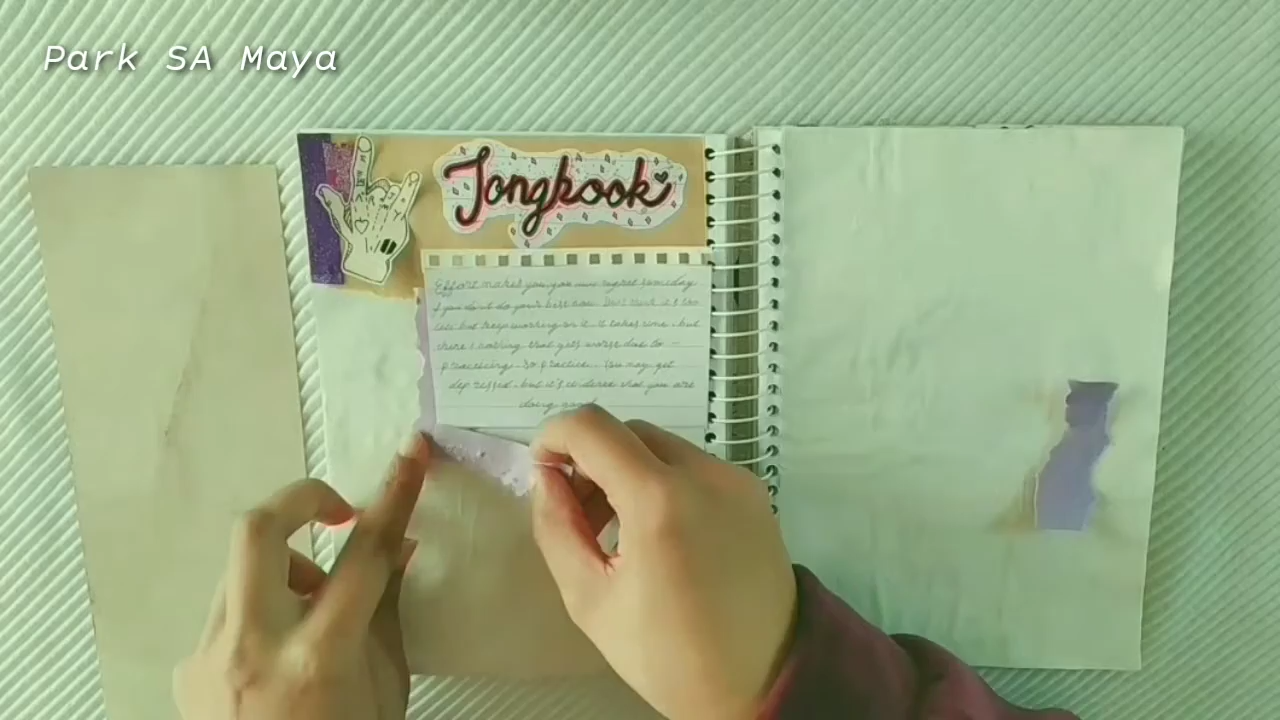 Park SA Maya
Jongkook
Effort makes you you regret someday
if you don't do your best now. Don't think it's too
late but keep working on it. it takes time, but
there's nothing that gets worse due to —
practicing. So practice. You may get
depressed, but it's evidence that you are
doing good